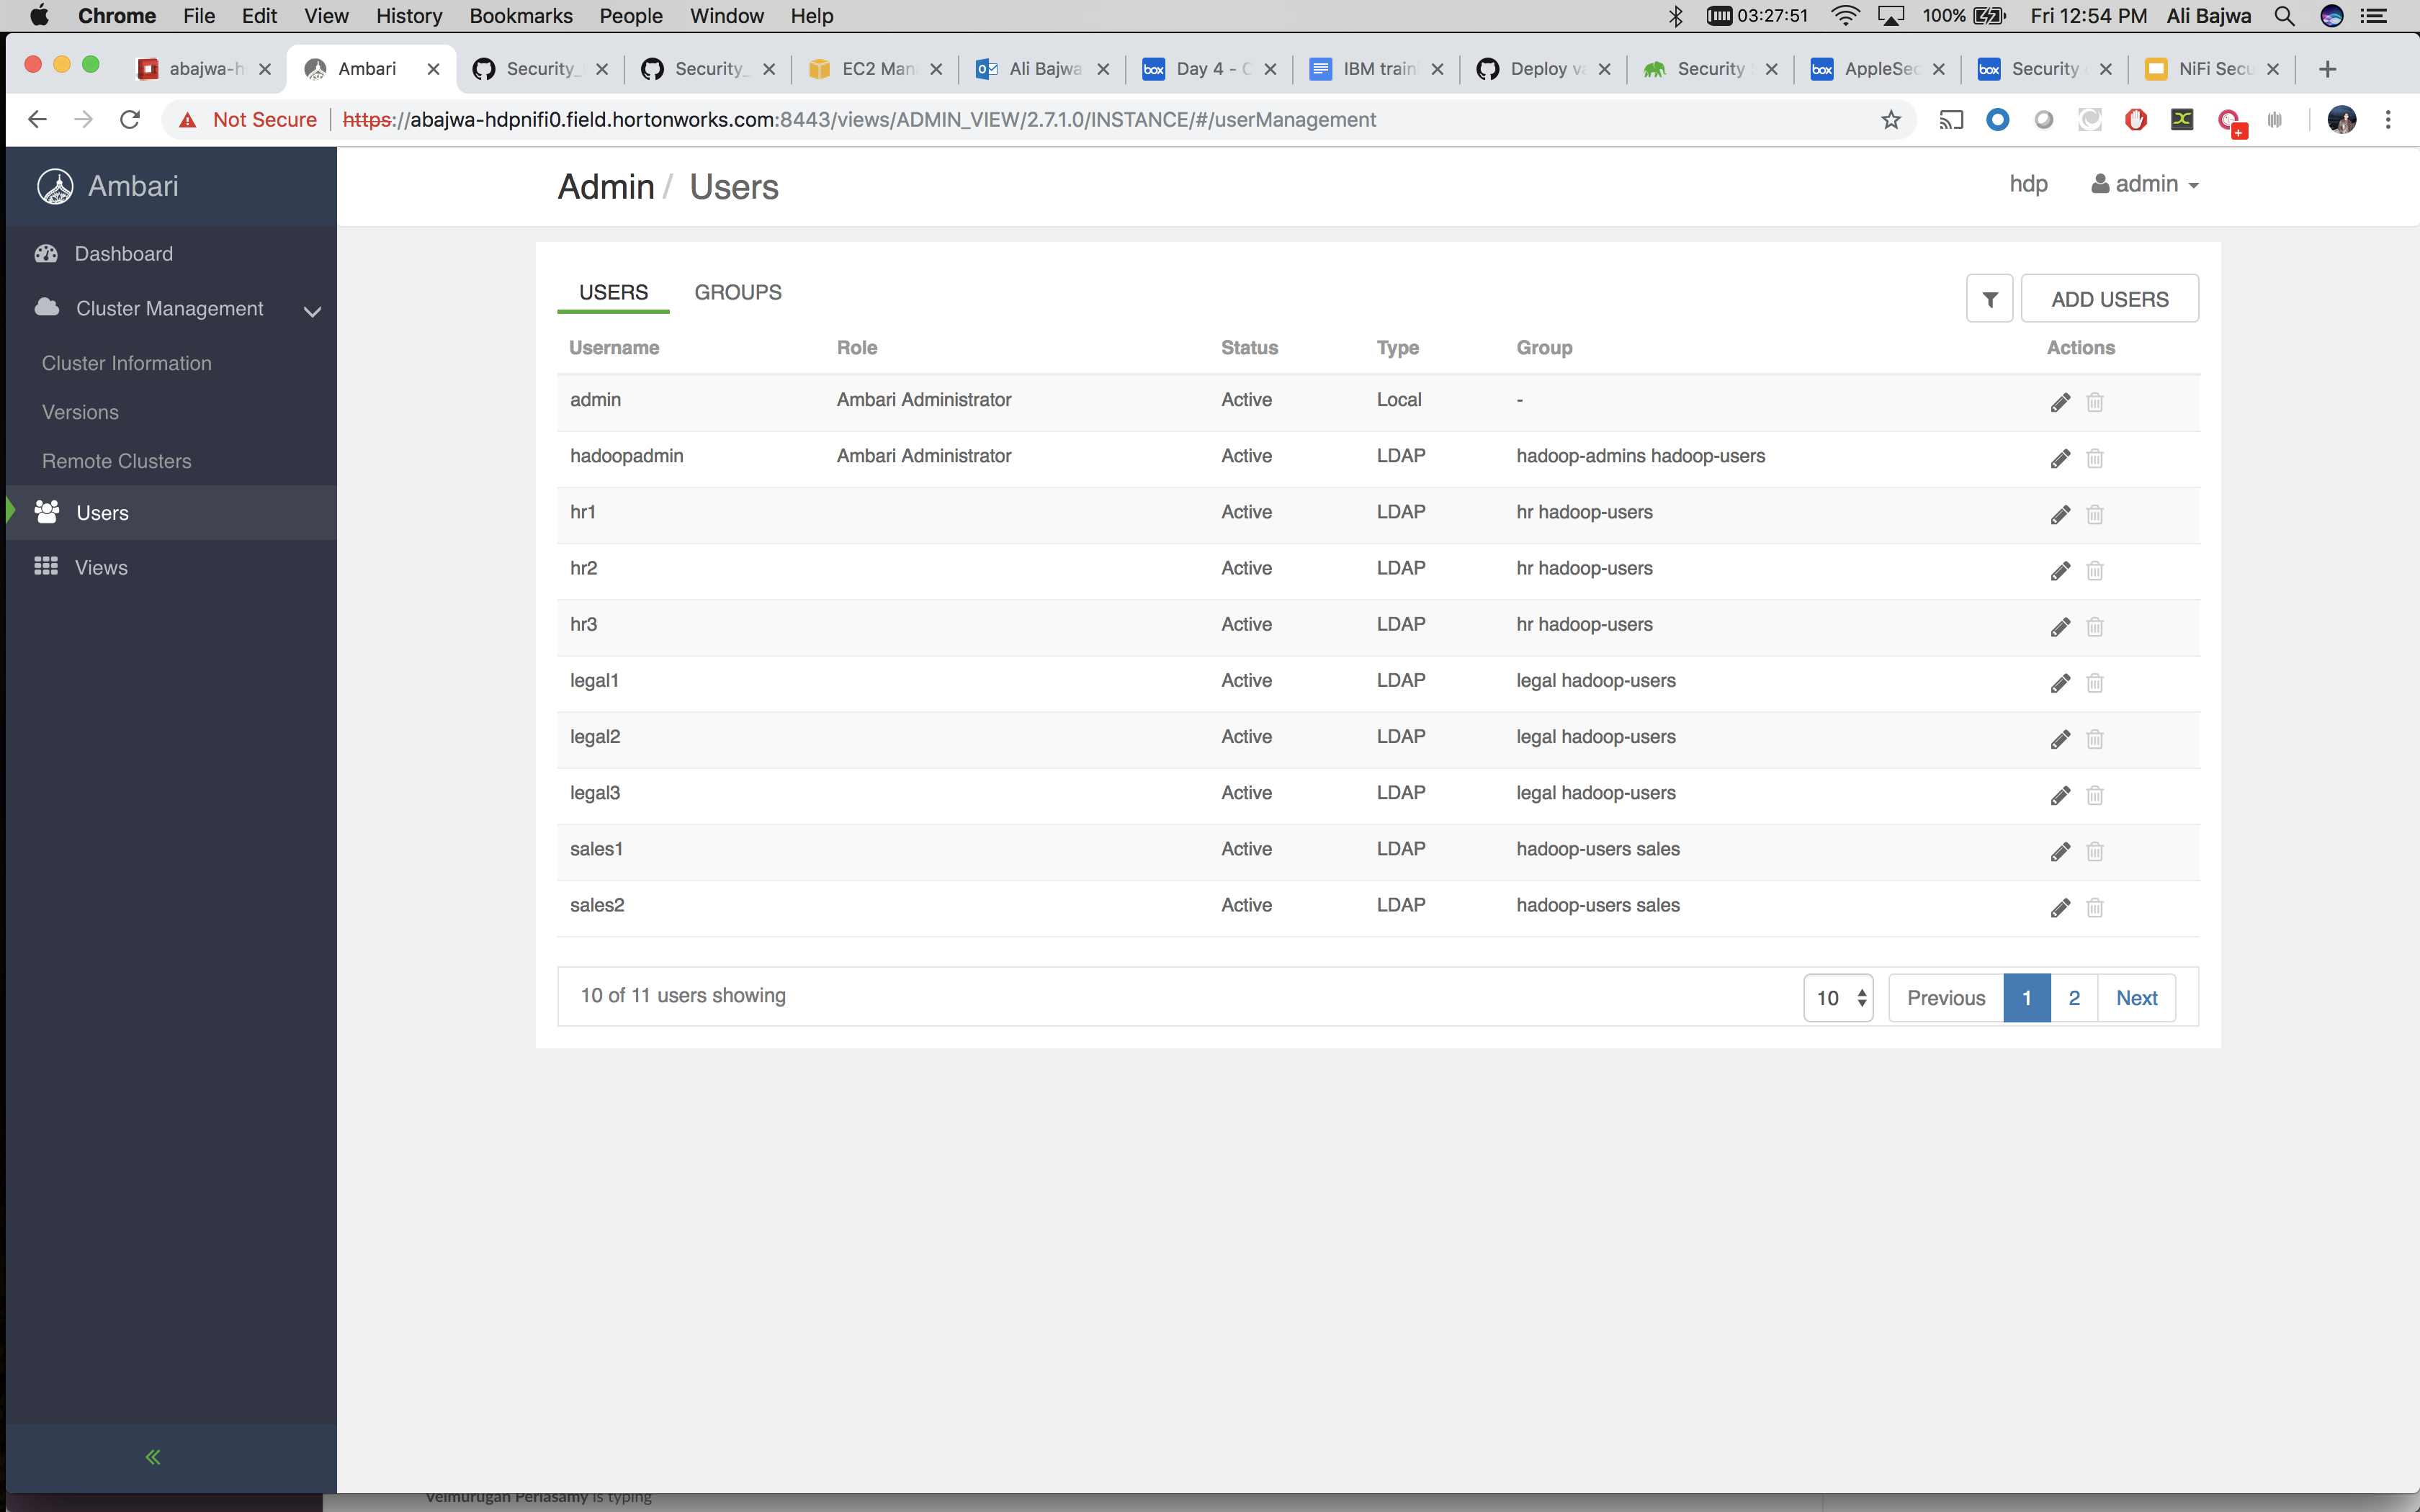 Chrome File Edit View History Bookmarks People Window Help 03:27:51 100% Fri 12:54 PM Ali Bajwa
abajwa-h Ambari Security_ Security_ EC2 Man Ali Bajwa Day 4 - IBM train Deploy va Security AppleSec Security NiFi Secu
Not Secure https://abajwa-hdpnifi0.field.hortonworks.com:8443/views/ADMIN_VIEW/2.7.1.0/INSTANCE/#/userManagement
Ambari
Admin / Users
hdp admin
Dashboard
Cluster Management
Cluster Information
Versions
Remote Clusters
Users
Views
USERS GROUPS
ADD USERS
Username Role Status Type Group Actions
admin Ambari Administrator Active Local -
hadoopadmin Ambari Administrator Active LDAP hadoop-admins hadoop-users
hr1 Active LDAP hr hadoop-users
hr2 Active LDAP hr hadoop-users
hr3 Active LDAP hr hadoop-users
legal1 Active LDAP legal hadoop-users
legal2 Active LDAP legal hadoop-users
legal3 Active LDAP legal hadoop-users
sales1 Active LDAP hadoop-users sales
sales2 Active LDAP hadoop-users sales
10 of 11 users showing
10 Previous 1 2 Next
Velmurugan Periasamy is typing